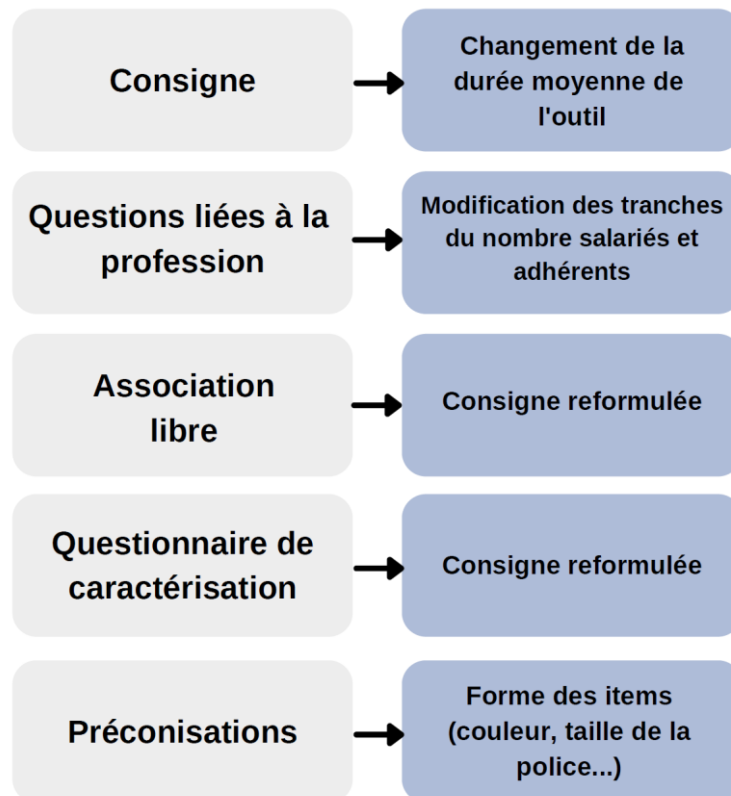 Consigne
Changement de la
durée moyenne de
l'outil
Questions liées à la
profession
Modification des tranches
du nombre salariés et
adhérents
Association
libre
Consigne reformulée
Questionnaire de
caractérisation
Consigne reformulée
Préconisations
Forme des items
(couleur, taille de la
police...)